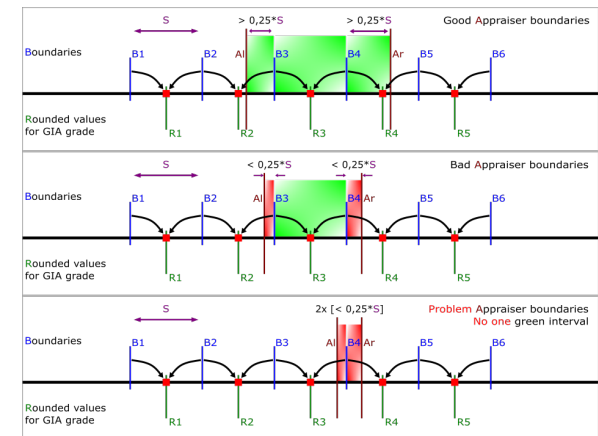 S > 0,25*S > 0,25*S Good Appraiser boundaries
Boundaries B1 B2 Al B3 B4 Ar B5 B6
Rounded values
for GIA grade
R1 R2 R3 R4 R5
S < 0,25*S < 0,25*S Bad Appraiser boundaries
Boundaries B1 B2 Al B3 B4 Ar B5 B6
Rounded values
for GIA grade
R1 R2 R3 R4 R5
S 2x [< 0,25*S] Problem Appraiser boundaries
No one green interval
Boundaries B1 B2 B3 Al B4 Ar B5 B6
Rounded values
for GIA grade
R1 R2 R3 R4 R5